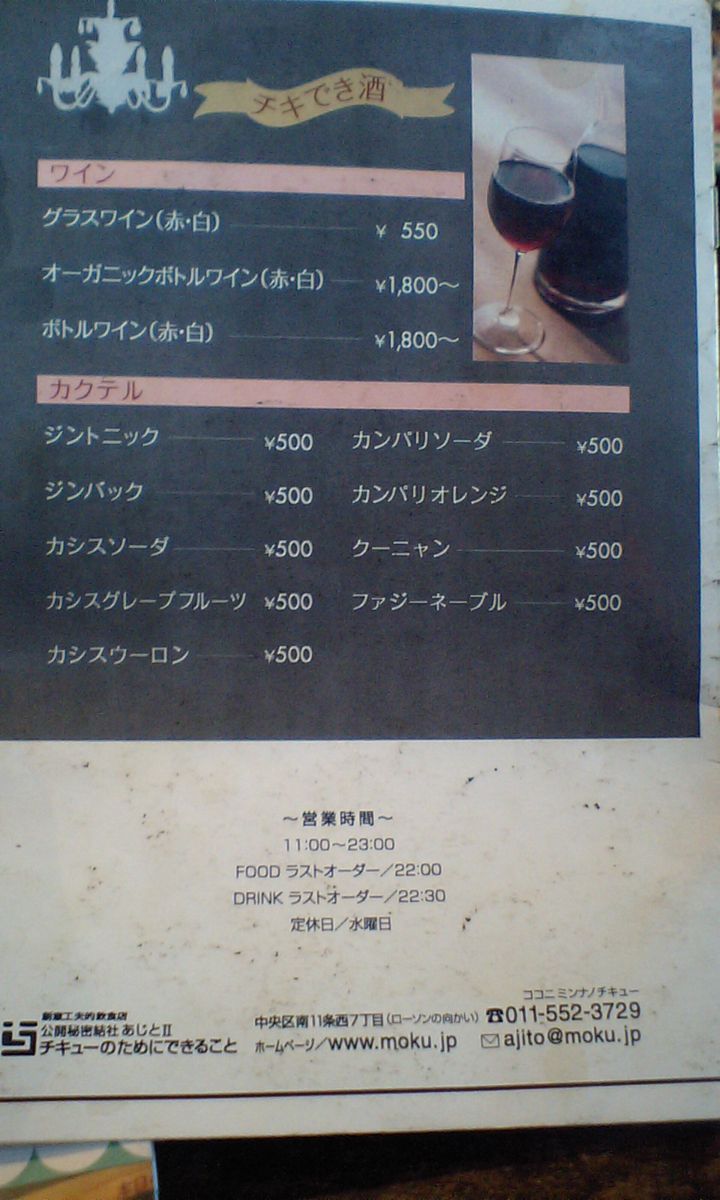 チキでき酒
ワイン
グラスワイン(赤・白) ¥ 550
オーガニックボトルワイン(赤・白) ¥1,800〜
ボトルワイン(赤・白) ¥1,800〜
カクテル
ジントニック ¥500
ジンバック ¥500
カシスソーダ ¥500
カシスグレープフルーツ ¥500
カシスウーロン ¥500
カンパリソーダ ¥500
カンパリオレンジ ¥500
クーニャン ¥500
ファジーネーブル ¥500
〜営業時間〜
11:00〜23:00
FOOD ラストオーダー/22:00
DRINK ラストオーダー/22:30
定休日/水曜日
創意工夫的飲食店
公開秘密結社 あじとII
チキューのためにできること
中央区南11条西7丁目(ローソンの向かい)
ココニ ミンナノチキュー
☎011-552-3729
ホームページ/www.moku.jp
ajito@moku.jp